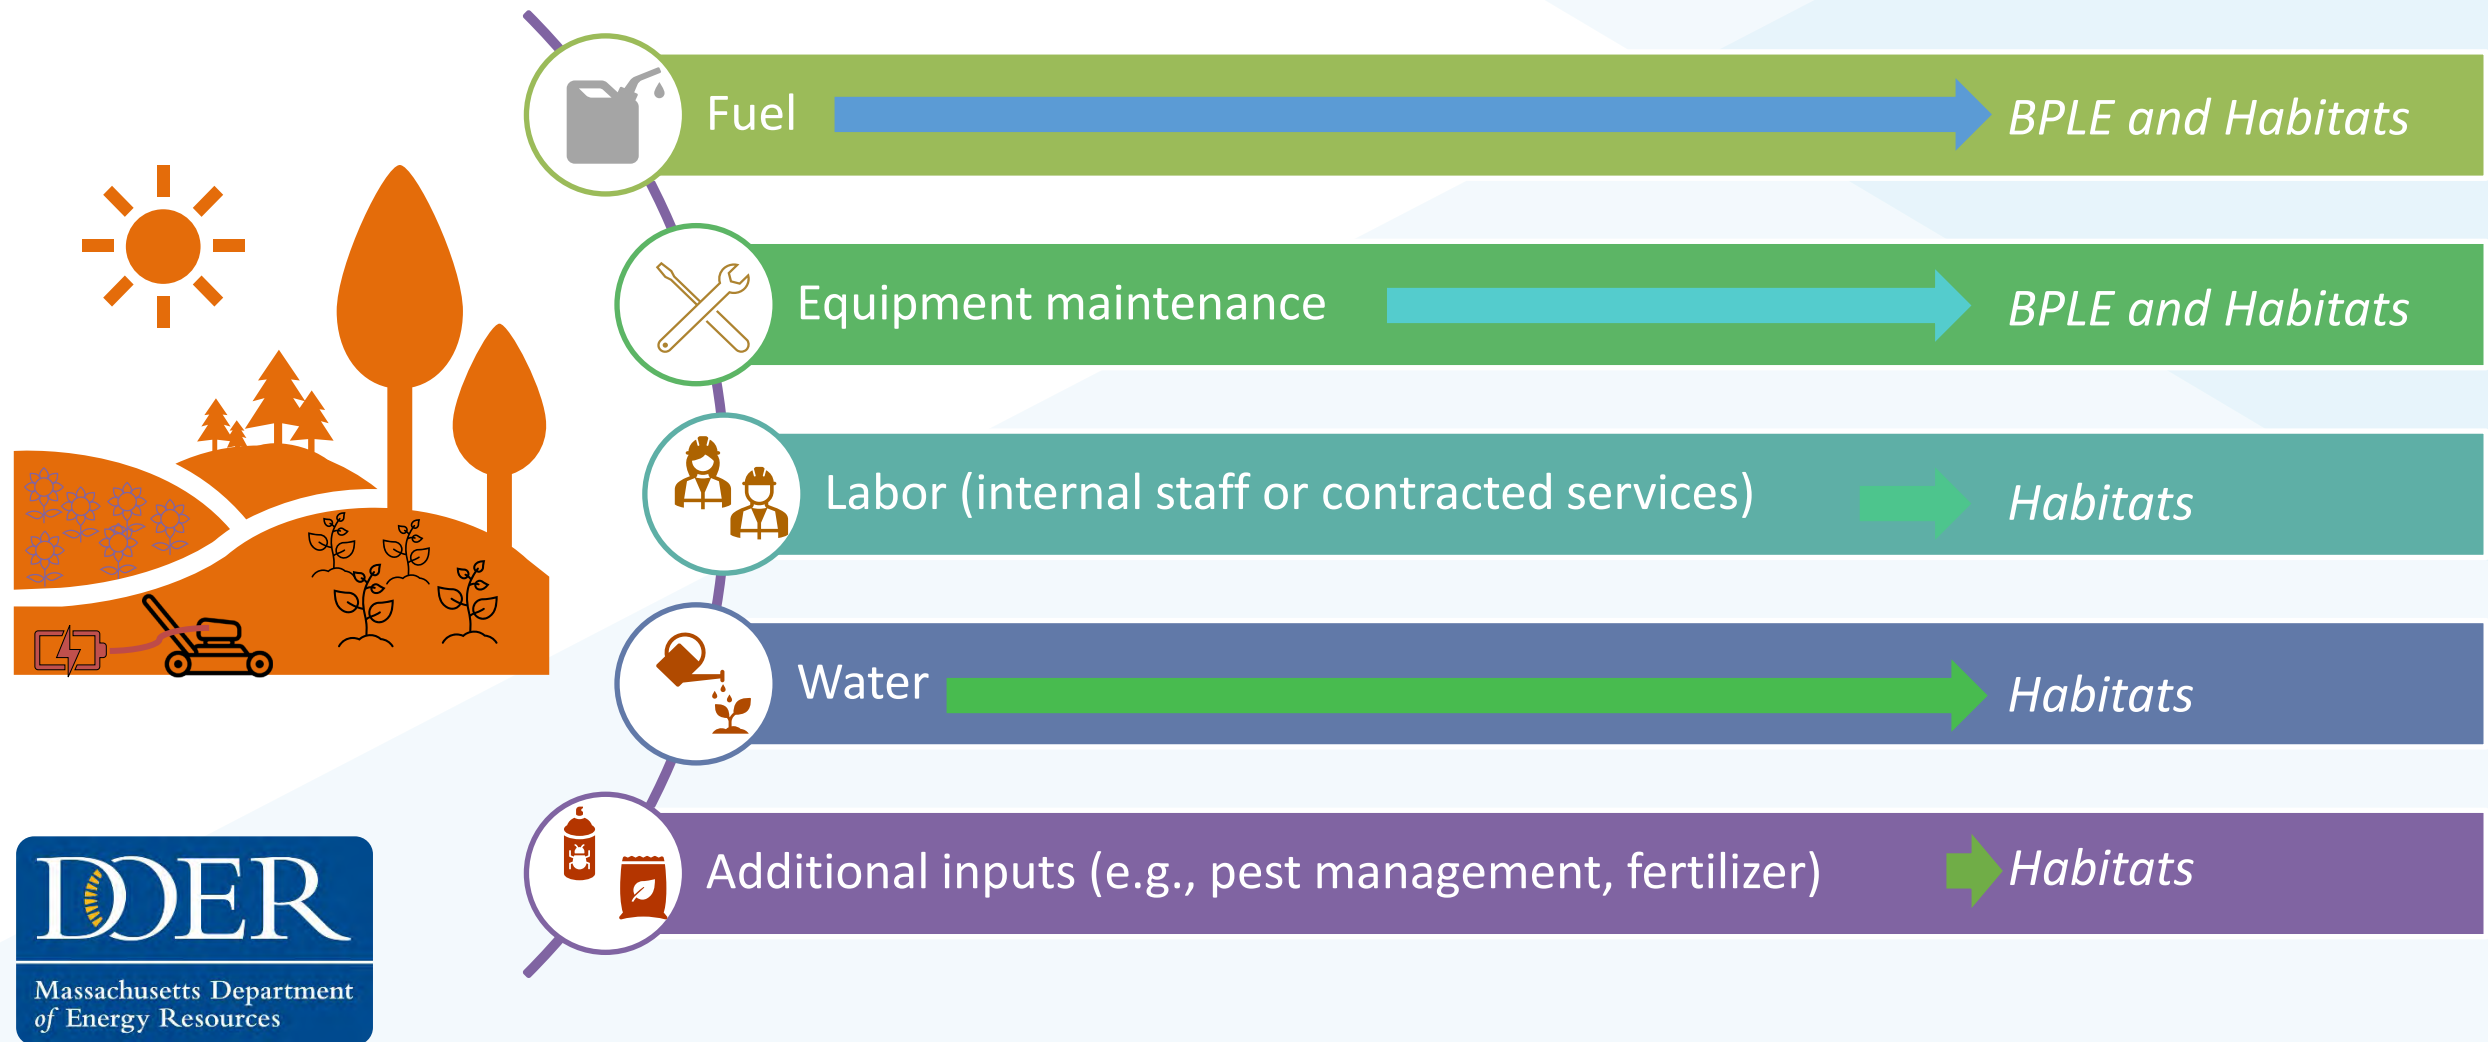 Fuel
BPLE and Habitats
Equipment maintenance
BPLE and Habitats
Labor (internal staff or contracted services)
Habitats
Water
Habitats
Additional inputs (e.g., pest management, fertilizer)
Habitats
DOER
Massachusetts Department
of Energy Resources